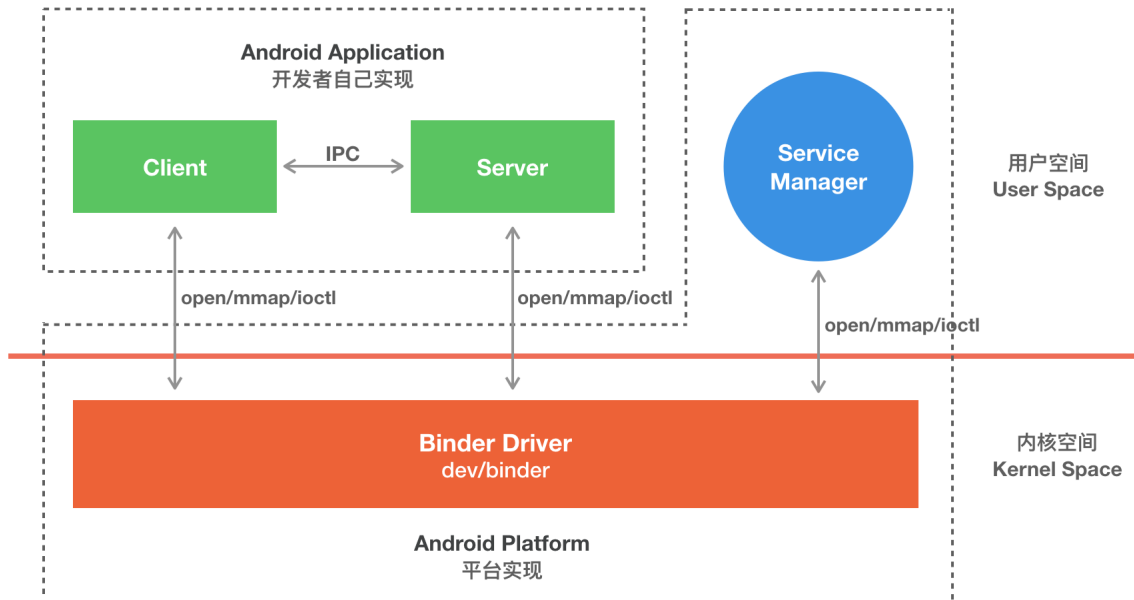 Android Application
开发者自己实现
Client
IPC
Server
Service
Manager
用户空间
User Space
open/mmap/ioctl
open/mmap/ioctl
open/mmap/ioctl
Binder Driver
dev/binder
内核空间
Kernel Space
Android Platform
平台实现